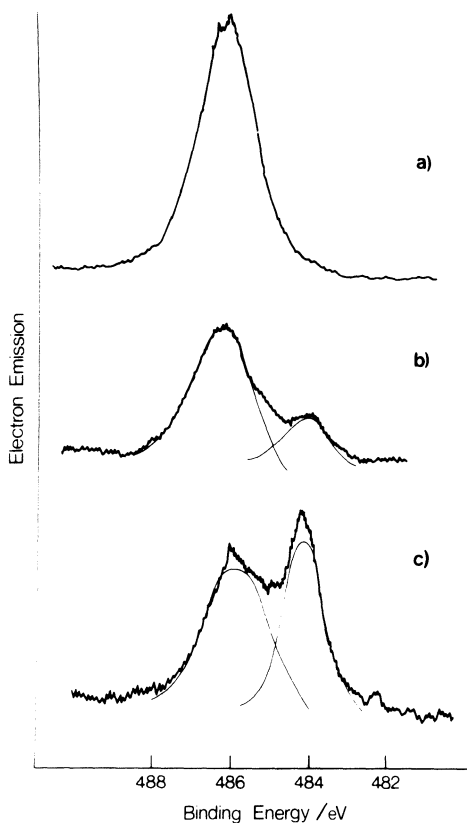 a)
b)
c)
Electron Emission
488 486 484 482
Binding Energy /eV